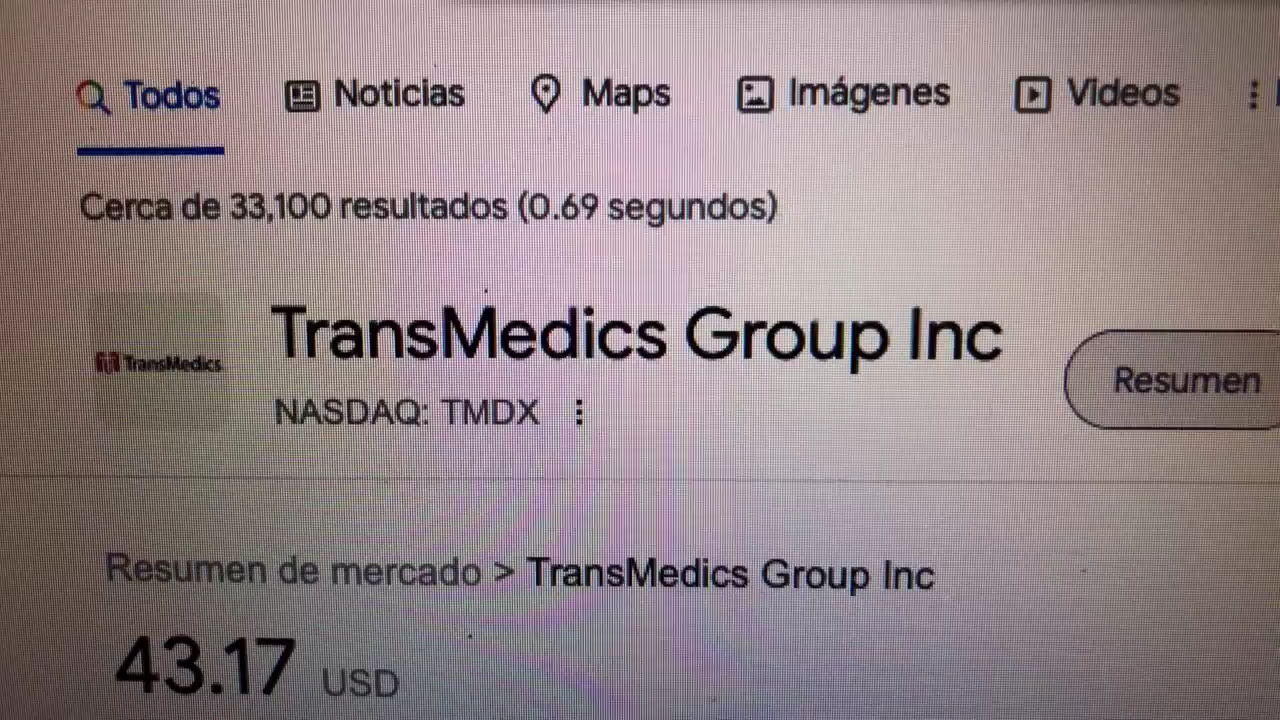 Todos Noticias Maps Imágenes Videos
Cerca de 33,100 resultados (0.69 segundos)
TransMedics
TransMedics Group Inc
NASDAQ: TMDX
Resumen
Resumen de mercado > TransMedics Group Inc
43.17 USD